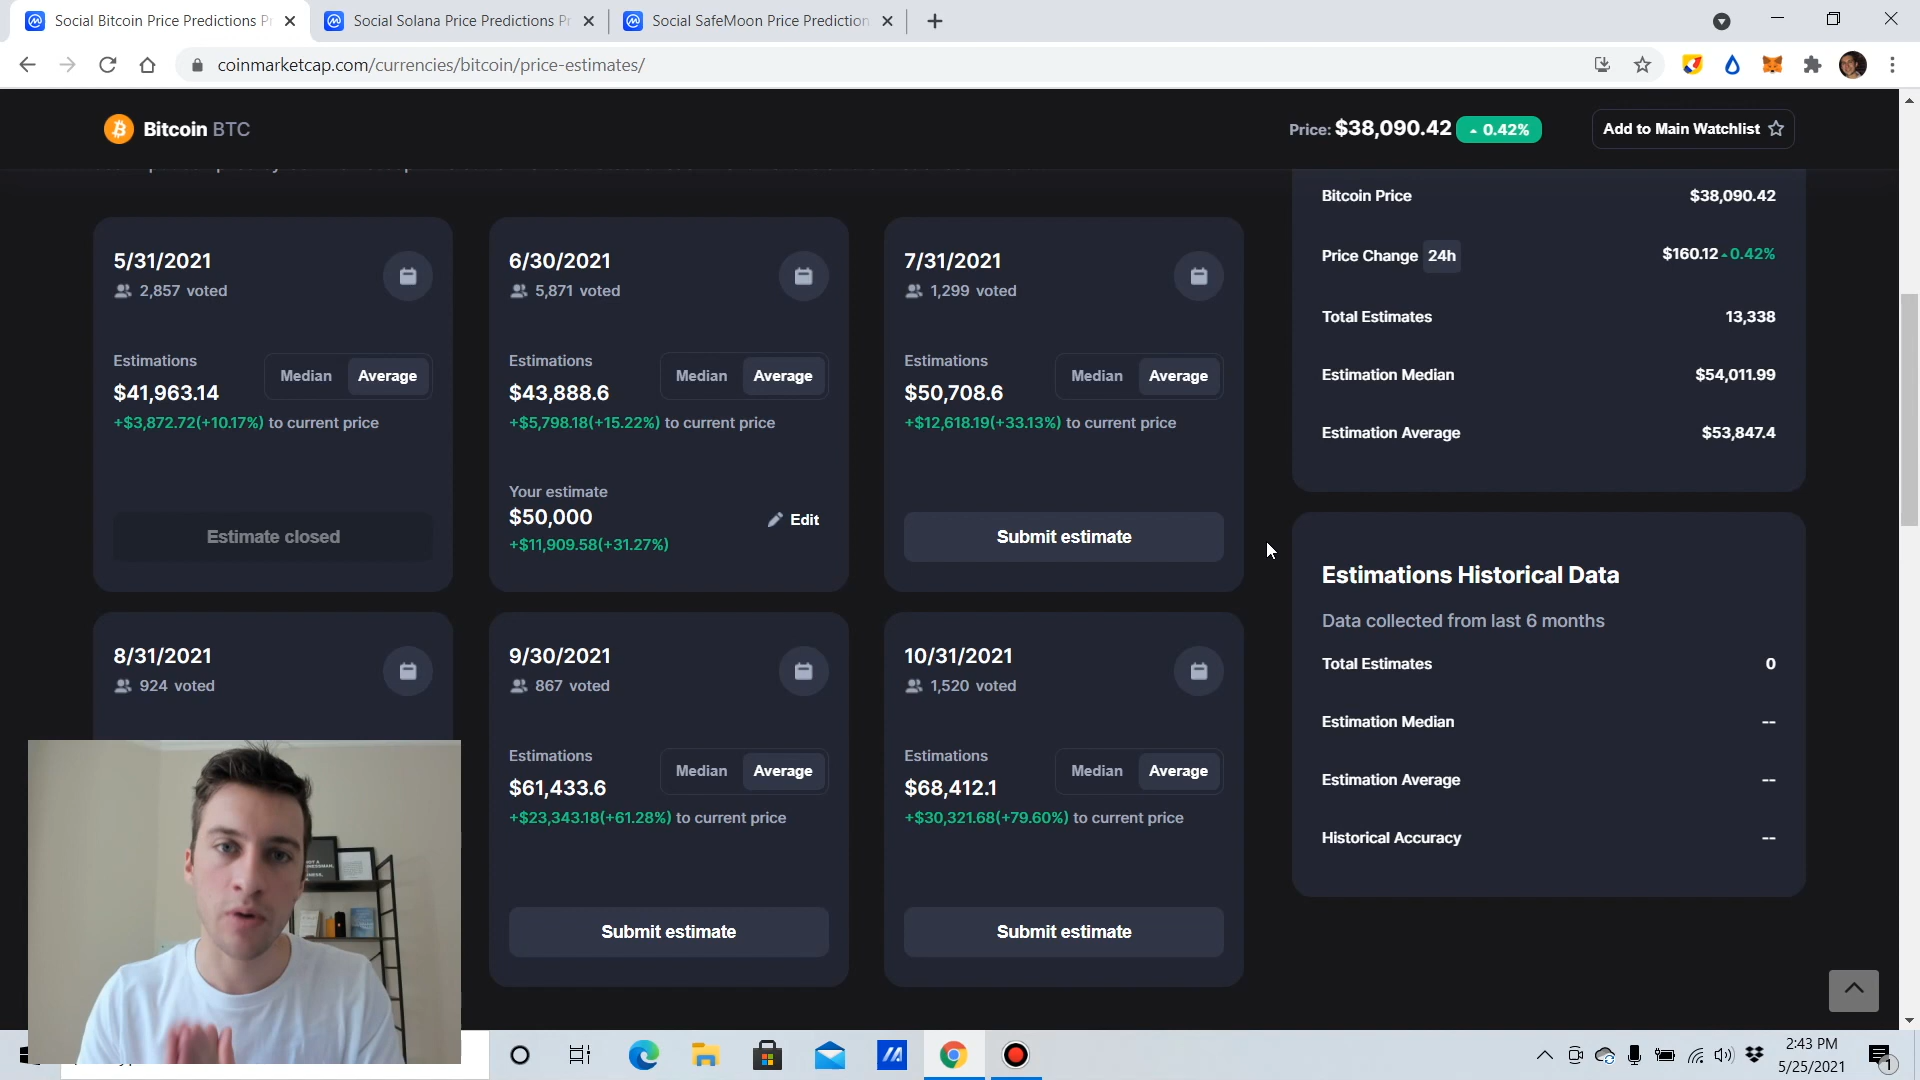 Social Bitcoin Price Predictions
Social Solana Price Predictions
Social SafeMoon Price Prediction
coinmarketcap.com/currencies/bitcoin/price-estimates/
Bitcoin BTC
Price: $38,090.42 0.42%
Add to Main Watchlist
5/31/2021
2,857 voted
Estimations
Median Average
$41,963.14
+$3,872.72(+10.17%) to current price
Estimate closed
6/30/2021
5,871 voted
Estimations
Median Average
$43,888.6
+$5,798.18(+15.22%) to current price
Your estimate
$50,000
Edit
+$11,909.58(+31.27%)
7/31/2021
1,299 voted
Estimations
Median Average
$50,708.6
+$12,618.19(+33.13%) to current price
Submit estimate
8/31/2021
924 voted
9/30/2021
867 voted
Estimations
Median Average
$61,433.6
+$23,343.18(+61.28%) to current price
Submit estimate
10/31/2021
1,520 voted
Estimations
Median Average
$68,412.1
+$30,321.68(+79.60%) to current price
Submit estimate
Bitcoin Price $38,090.42
Price Change 24h $160.12 0.42%
Total Estimates 13,338
Estimation Median $54,011.99
Estimation Average $53,847.4
Estimations Historical Data
Data collected from last 6 months
Total Estimates 0
Estimation Median --
Estimation Average --
Historical Accuracy --
2:43 PM
5/25/2021
1